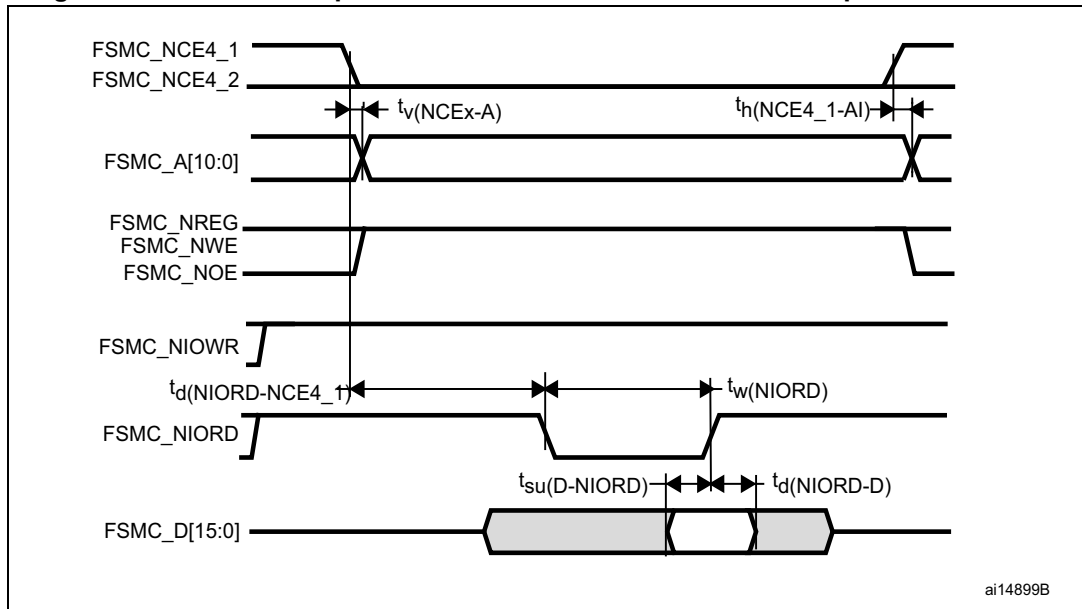 FSMC_NCE4_1
FSMC_NCE4_2
tv(NCEx-A)
th(NCE4_1-AI)
FSMC_A[10:0]
FSMC_NREG
FSMC_NWE
FSMC_NOE
FSMC_NIOWR
td(NIORD-NCE4_1)
tw(NIORD)
FSMC_NIORD
tsu(D-NIORD)
td(NIORD-D)
FSMC_D[15:0]
ai14899B